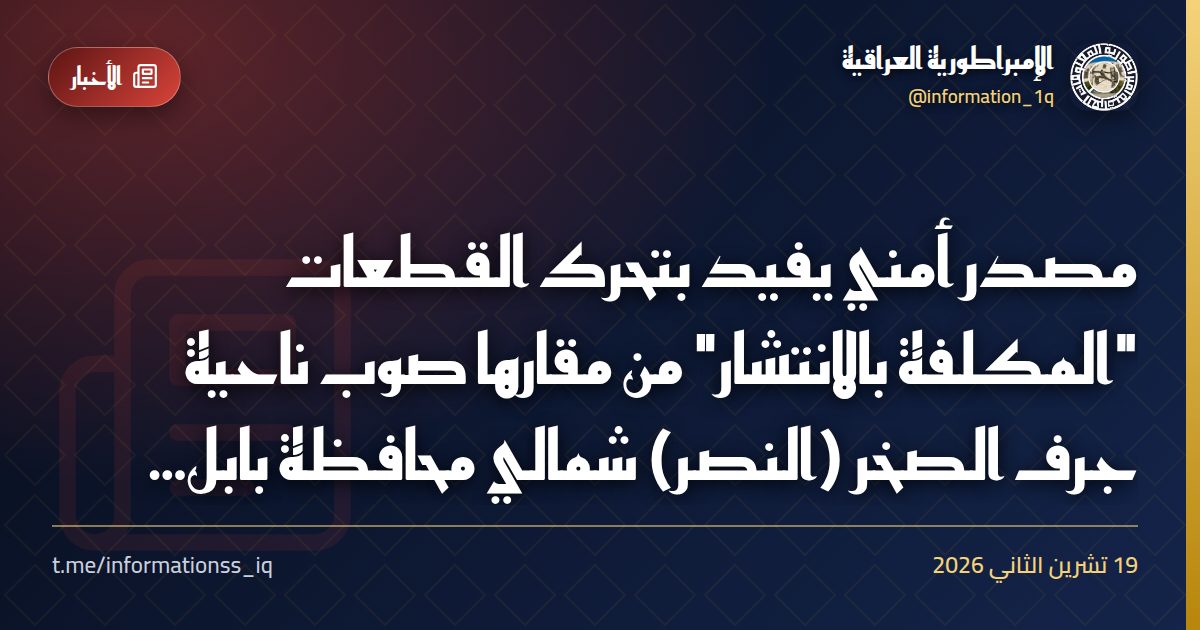 الإمبراطورية العراقية
@information_1q
الأخبار
مصدر أمني يفيد بتحرك القطعات
"المكلفة بالانتشار" من مقارها صوب ناحية
جرف الصخر (النصر) شمالي محافظة بابل...
19 تشرين الثاني 2026
t.me/informationss_iq